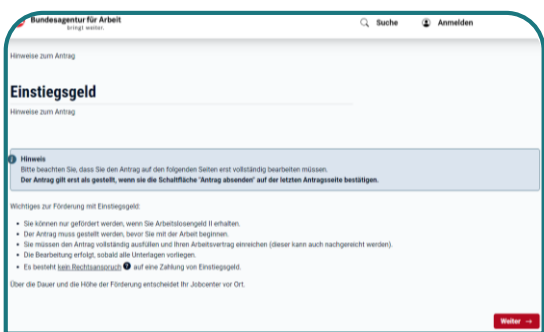 Bundesagentur für Arbeit
bringt weiter.
Suche
Anmelden
Hinweise zum Antrag
Einstiegsgeld
Hinweise zum Antrag
Hinweis
Bitte beachten Sie, dass Sie den Antrag auf den folgenden Seiten erst vollständig bearbeiten müssen.
Der Antrag gilt erst als gestellt, wenn sie die Schaltfläche "Antrag absenden" auf der letzten Antragsseite bestätigen.
Wichtiges zur Förderung mit Einstiegsgeld:
Sie können nur gefördert werden, wenn Sie Arbeitslosengeld II erhalten.
Der Antrag muss gestellt werden, bevor Sie mit der Arbeit beginnen.
Sie müssen den Antrag vollständig ausfüllen und Ihren Arbeitsvertrag einreichen (dieser kann auch nachgereicht werden).
Die Bearbeitung erfolgt, sobald alle Unterlagen vorliegen.
Es besteht kein Rechtsanspruch ? auf eine Zahlung von Einstiegsgeld.
Über die Dauer und die Höhe der Förderung entscheidet Ihr Jobcenter vor Ort.
Weiter →